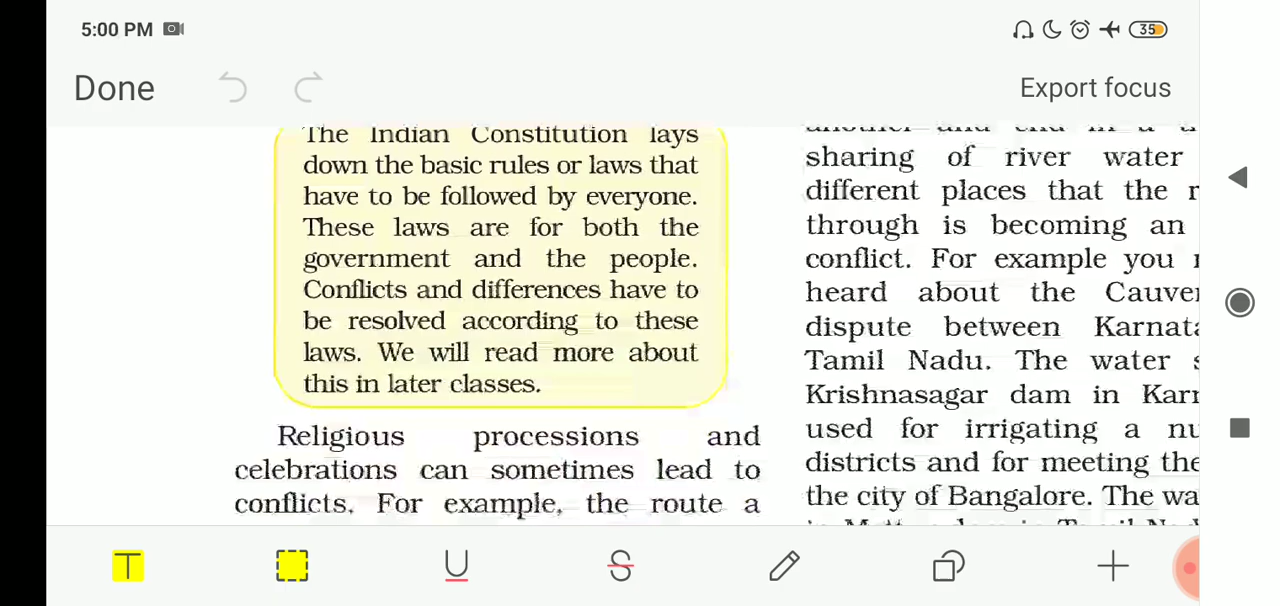 5:00 PM
35
Done
Export focus
The Indian Constitution lays
down the basic rules or laws that
have to be followed by everyone.
These laws are for both the
government and the people.
Conflicts and differences have to
be resolved according to these
laws. We will read more about
this in later classes.
Religious processions and
celebrations can sometimes lead to
conflicts. For example, the route a
another and end in a
sharing of river water
different places that the
through is becoming an
conflict. For example you
heard about the
dispute between
Tamil Nadu. The water
Krishnasagar dam in
used for irrigating a
districts and for meeting
the city of Bangalore. The
T
U
S